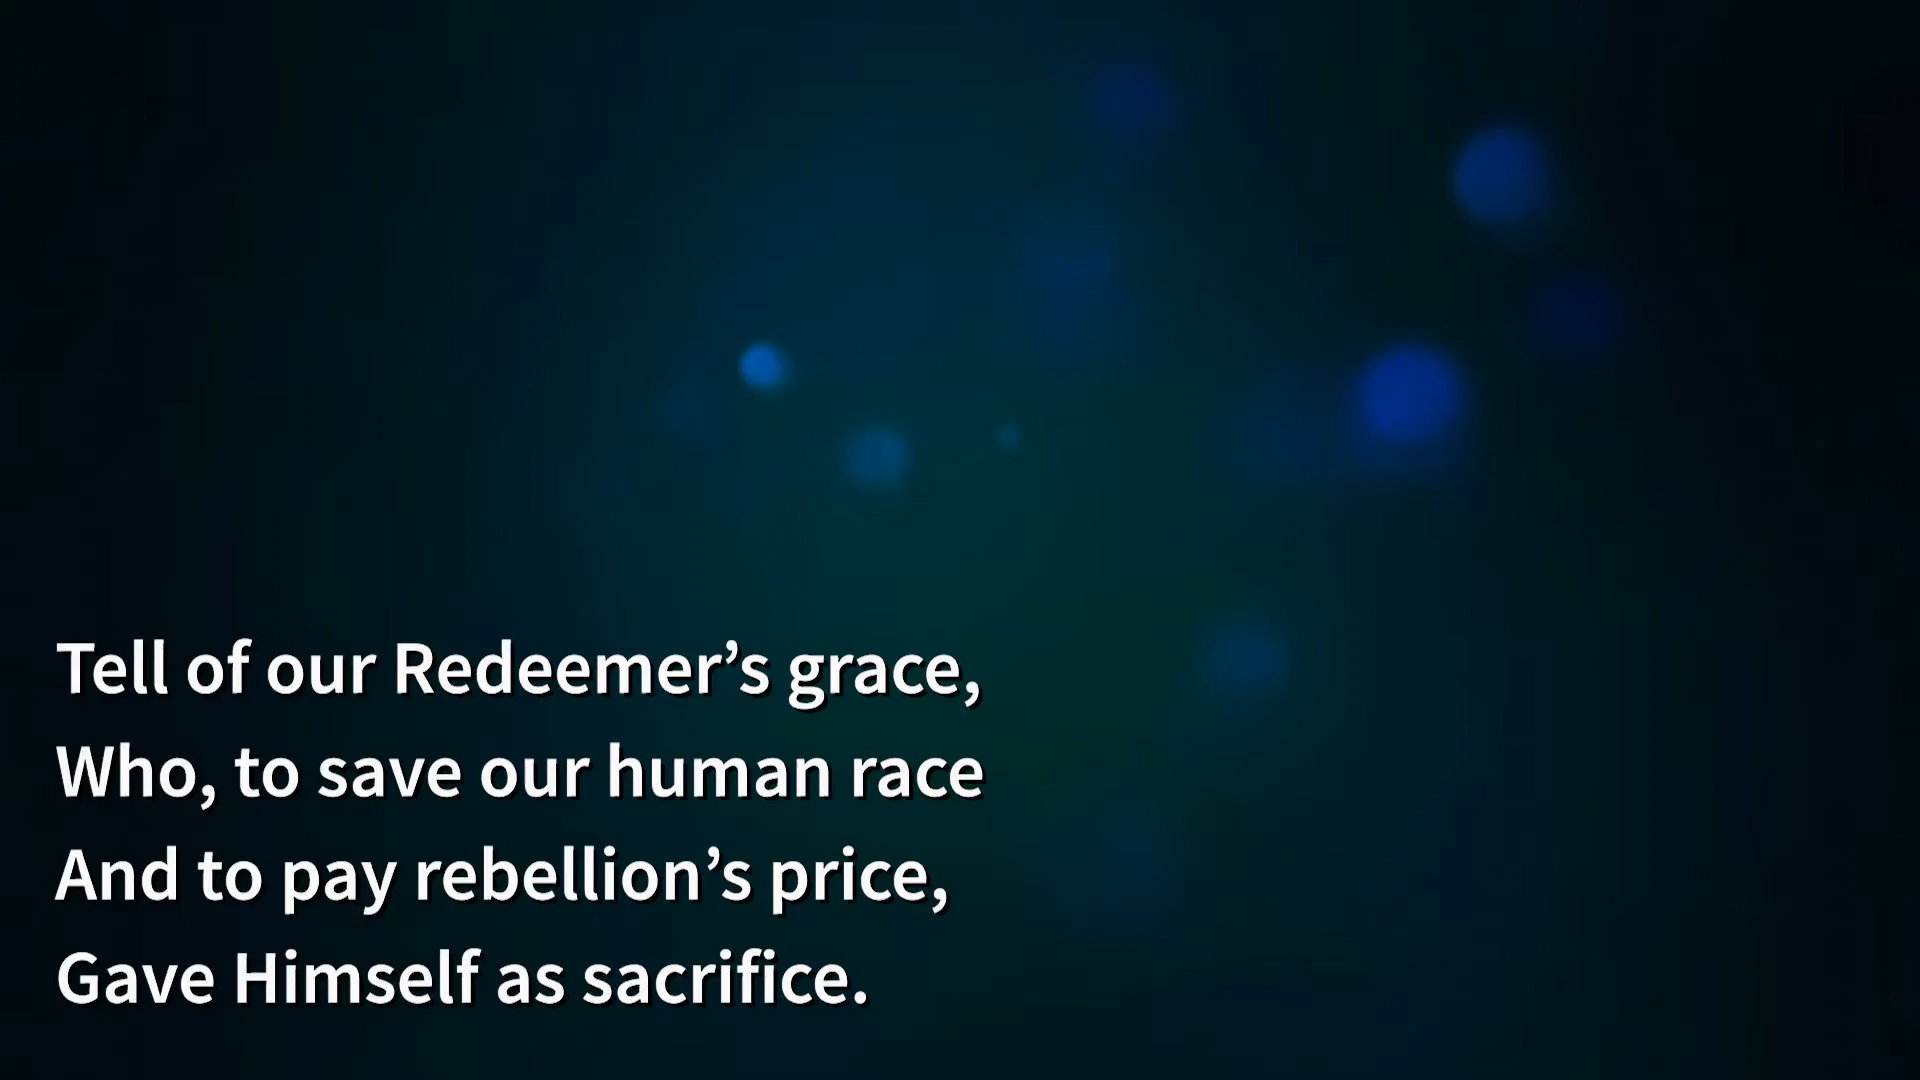 Tell of our Redeemer’s grace,
Who, to save our human race
And to pay rebellion’s price,
Gave Himself as sacrifice.